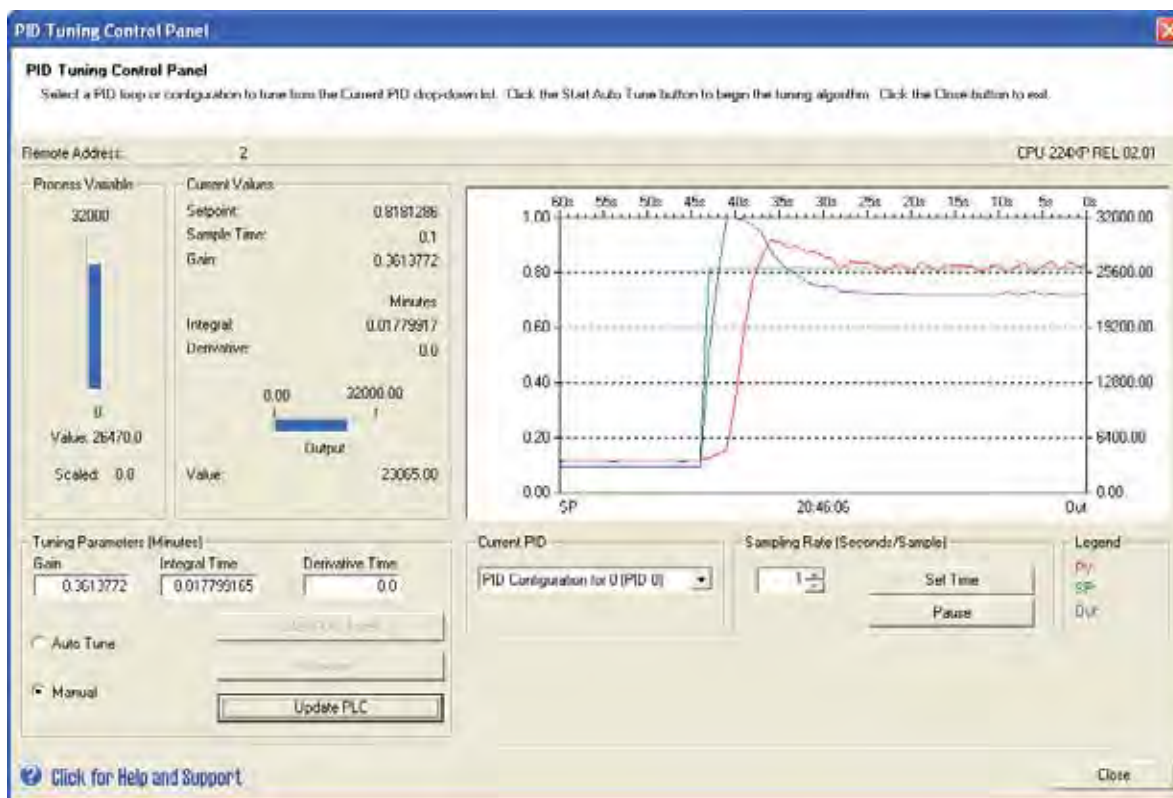 PID Tuning Control Panel
PID Tuning Control Panel
Select a PID loop or configuration to tune from the Current PID drop-down list. Click the Start Auto Tune button to begin the tuning algorithm. Click the Close button to exit.
Remote Address: 2 CPU 224XP REL 02.01
Process Variable
32000
0
Value: 26470.0
Scaled: 0.0
Current Values
Setpoint: 0.8181286
Sample Time: 0.1
Gain: 0.3613772
Minutes
Integral: 0.01779917
Derivative: 0.0
0.00 32000.00
Output
Value: 23065.00
60s 55s 50s 45s 40s 35s 30s 25s 20s 15s 10s 5s 0s
1.00 32000.00
0.80 25600.00
0.60 19200.00
0.40 12800.00
0.20 6400.00
0.00 0.00
SP 20:46:06 Out
Tuning Parameters (Minutes)
Gain Integral Time Derivative Time
0.3613772 0.017799165 0.0
Auto Tune
Manual
Update PLC
Current PID
PID Configuration for 0 (PID 0)
Sampling Rate (Seconds/Sample)
1 Set Time
Pause
Legend
PV
SP
Out
Click for Help and Support
Close